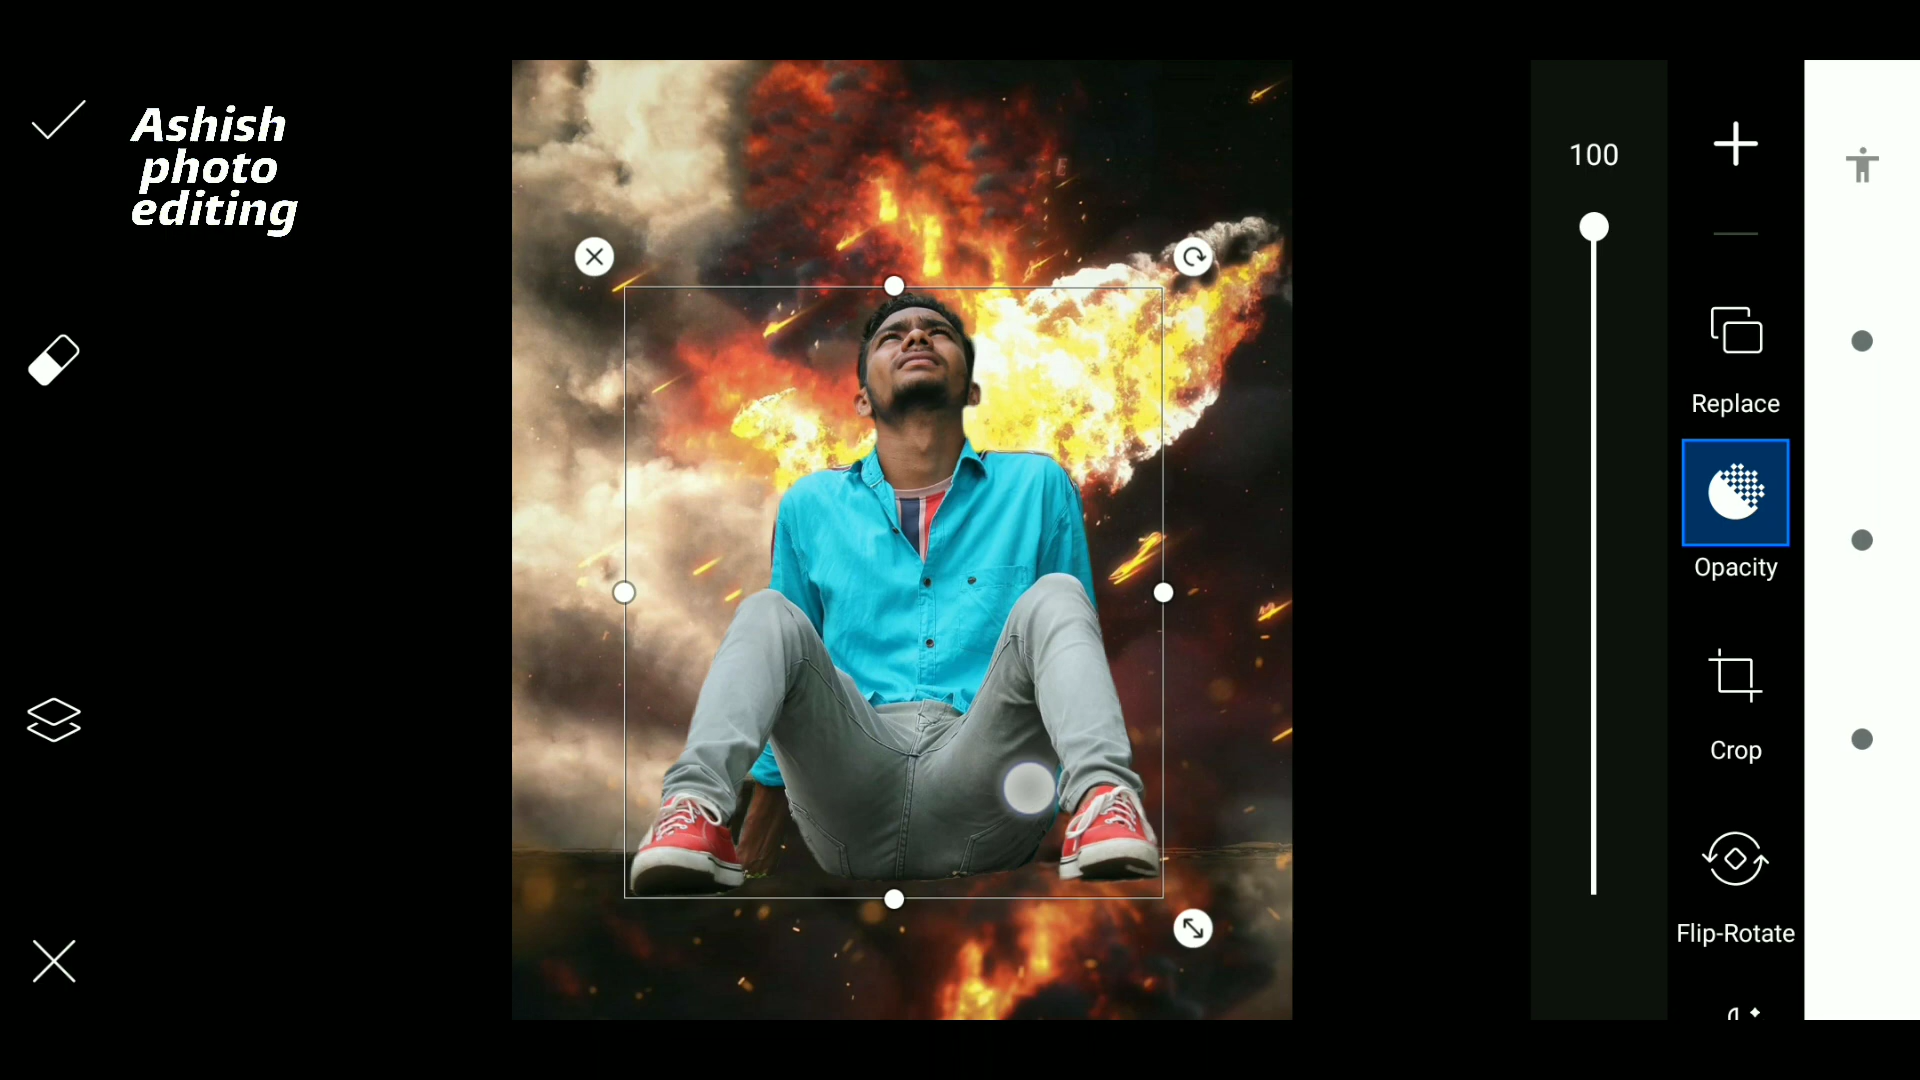 Ashish
photo
editing
100
Replace
Opacity
Crop
Flip-Rotate